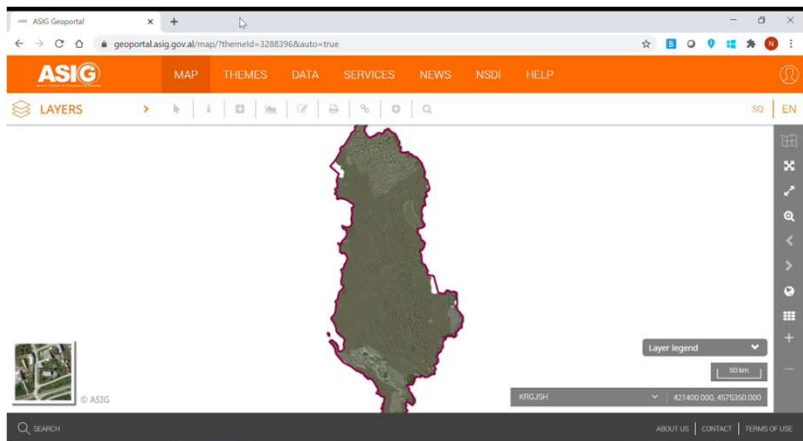 ASIG Geoportal
geoportal.asig.gov.al/map/?themeId=3288396&auto=true
N
ASIG
MAP THEMES DATA SERVICES NEWS NSDI HELP
LAYERS
SQ EN
Layer legend
50 km
© ASIG
KRGJSH
421400.000, 4575350.000
SEARCH
ABOUT US CONTACT TERMS OF USE